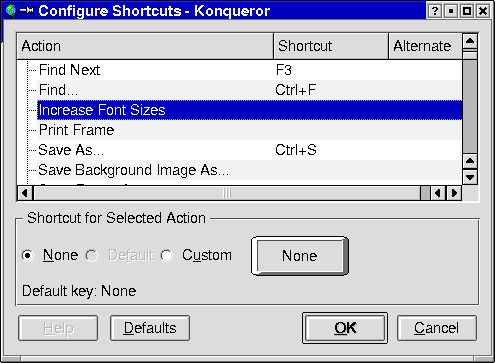 Configure Shortcuts - Konqueror
Action Shortcut Alternate
Find Next F3
Find... Ctrl+F
Increase Font Sizes
Print Frame
Save As... Ctrl+S
Save Background Image As...
Shortcut for Selected Action
None Default Custom None
Default key: None
Help Defaults OK Cancel